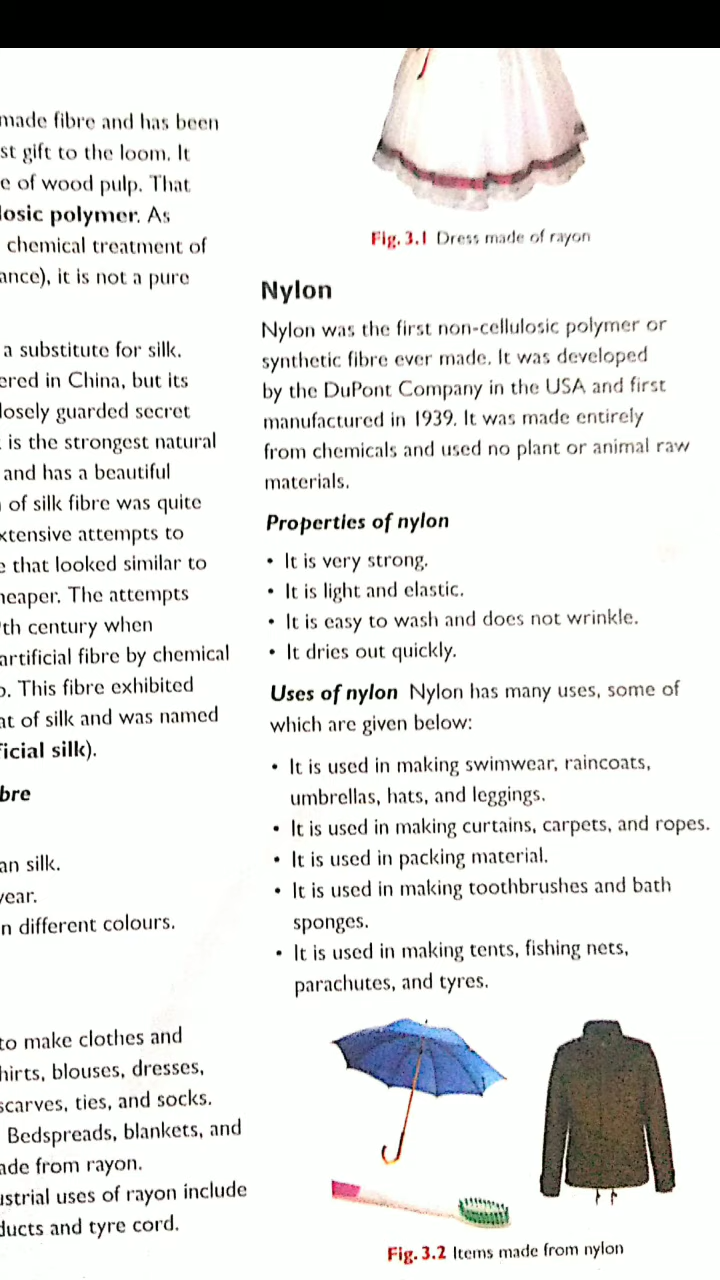 made fibre and has been
st gift to the loom. It
e of wood pulp. That
losic polymer. As
chemical treatment of
ance), it is not a pure
a substitute for silk.
ered in China, but its
losely guarded secret
is the strongest natural
and has a beautiful
of silk fibre was quite
xtensive attempts to
e that looked similar to
heaper. The attempts
th century when
artificial fibre by chemical
o. This fibre exhibited
at of silk and was named
ficial silk).
bre
an silk.
year.
n different colours.
to make clothes and
hirts, blouses, dresses,
scarves, ties, and socks.
Bedspreads, blankets, and
ade from rayon.
ustrial uses of rayon include
ducts and tyre cord.
Fig. 3.1 Dress made of rayon
Nylon
Nylon was the first non-cellulosic polymer or
synthetic fibre ever made. It was developed
by the DuPont Company in the USA and first
manufactured in 1939. It was made entirely
from chemicals and used no plant or animal raw
materials.
Properties of nylon
• It is very strong.
• It is light and elastic.
• It is easy to wash and does not wrinkle.
• It dries out quickly.
Uses of nylon Nylon has many uses, some of
which are given below:
• It is used in making swimwear, raincoats,
umbrellas, hats, and leggings.
• It is used in making curtains, carpets, and ropes.
• It is used in packing material.
• It is used in making toothbrushes and bath
sponges.
• It is used in making tents, fishing nets,
parachutes, and tyres.
Fig. 3.2 Items made from nylon